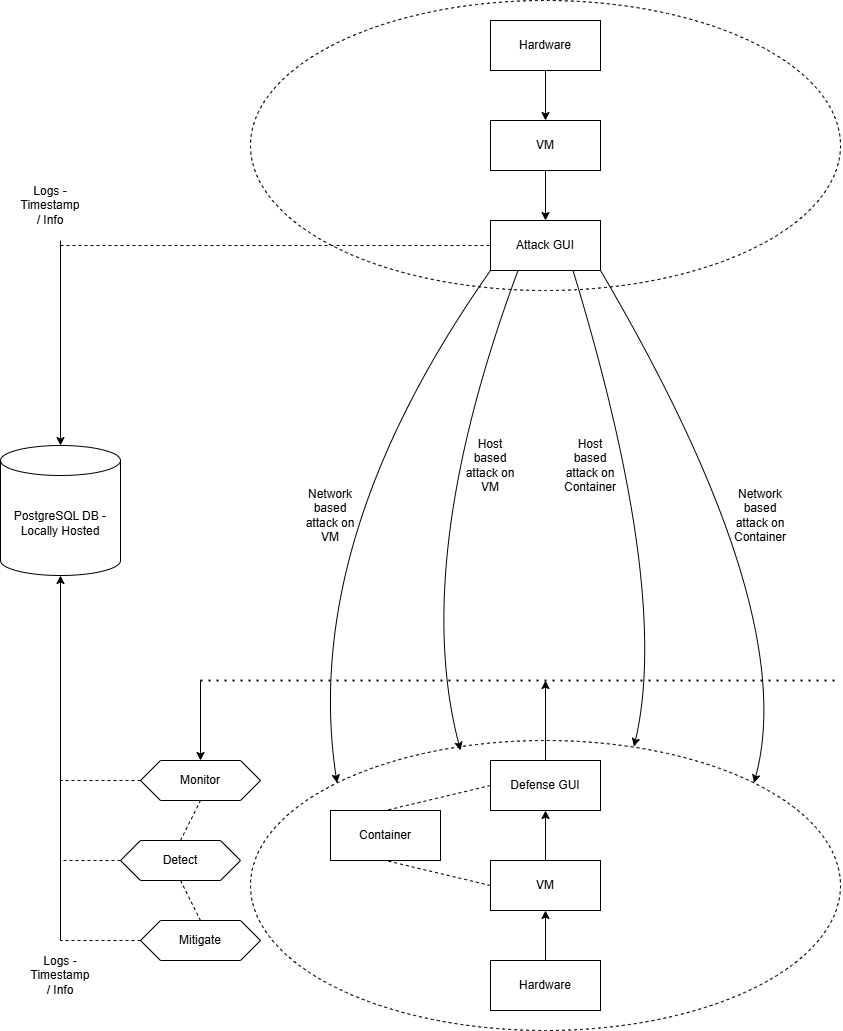 Hardware
VM
Logs -
Timestamp
/ Info
Attack GUI
Host
based
attack on
VM
Host
based
attack on
Container
Network
based
attack on
VM
Network
based
attack on
Container
PostgreSQL DB -
Locally Hosted
Monitor
Defense GUI
Container
Detect
VM
Mitigate
Logs -
Timestamp
/ Info
Hardware